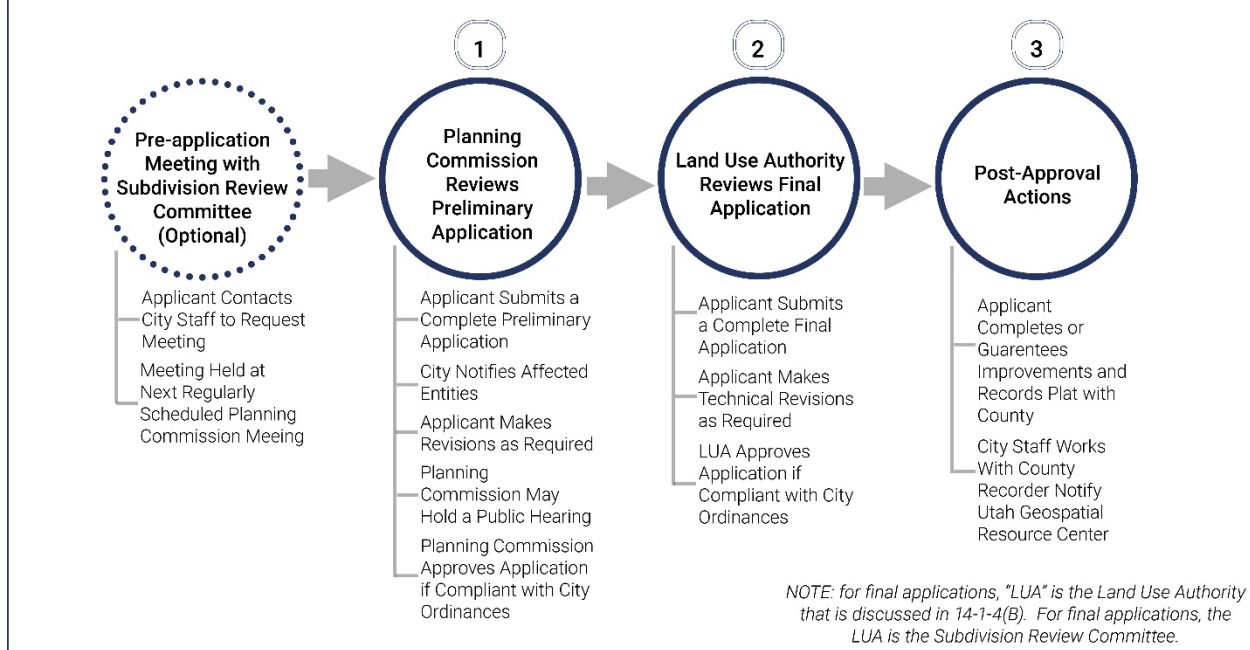 1
2
3
Pre-application
Meeting with
Subdivision Review
Committee
(Optional)
Planning
Commission
Reviews
Preliminary
Application
Land Use Authority
Reviews Final
Application
Post-Approval
Actions
Applicant Contacts
City Staff to Request
Meeting
Meeting Held at
Next Regularly
Scheduled Planning
Commission Meeing
Applicant Submits a
Complete Preliminary
Application
City Notifies Affected
Entities
Applicant Makes
Revisions as Required
Planning
Commission May
Hold a Public Hearing
Planning Commission
Approves Application
if Compliant with City
Ordinances
Applicant Submits
a Complete Final
Application
Applicant Makes
Technical Revisions
as Required
LUA Approves
Application if
Compliant with City
Ordinances
Applicant
Completes or
Guarentees
Improvements and
Records Plat with
County
City Staff Works
With County
Recorder Notify
Utah Geospatial
Resource Center
NOTE: for final applications, "LUA" is the Land Use Authority
that is discussed in 14-1-4(B). For final applications, the
LUA is the Subdivision Review Committee.